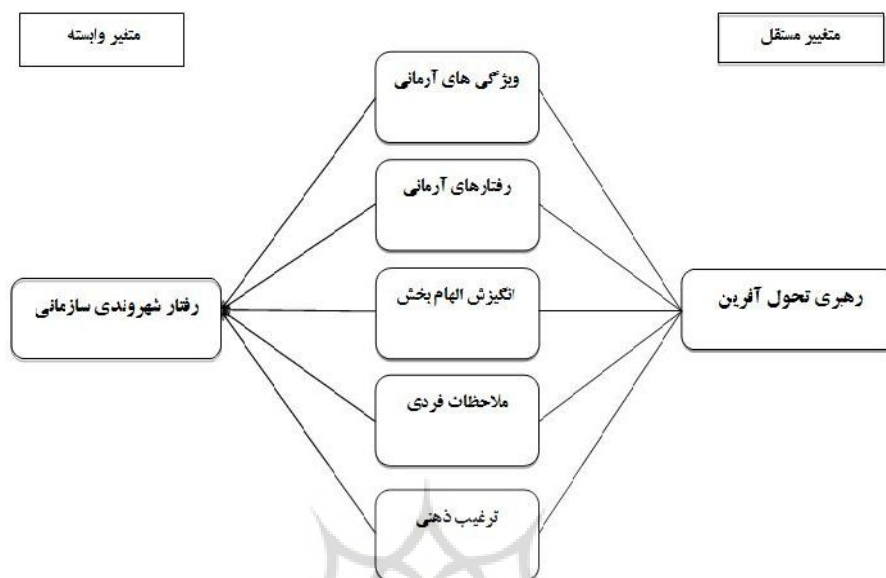 متغییر مستقل
متغیر وابسته
ویژگی های آرمانی
رفتارهای آرمانی
انگیزش الهام بخش
ملاحظات فردی
ترغیب ذهنی
رهبری تحول آفرین
رفتار شهروندی سازمانی